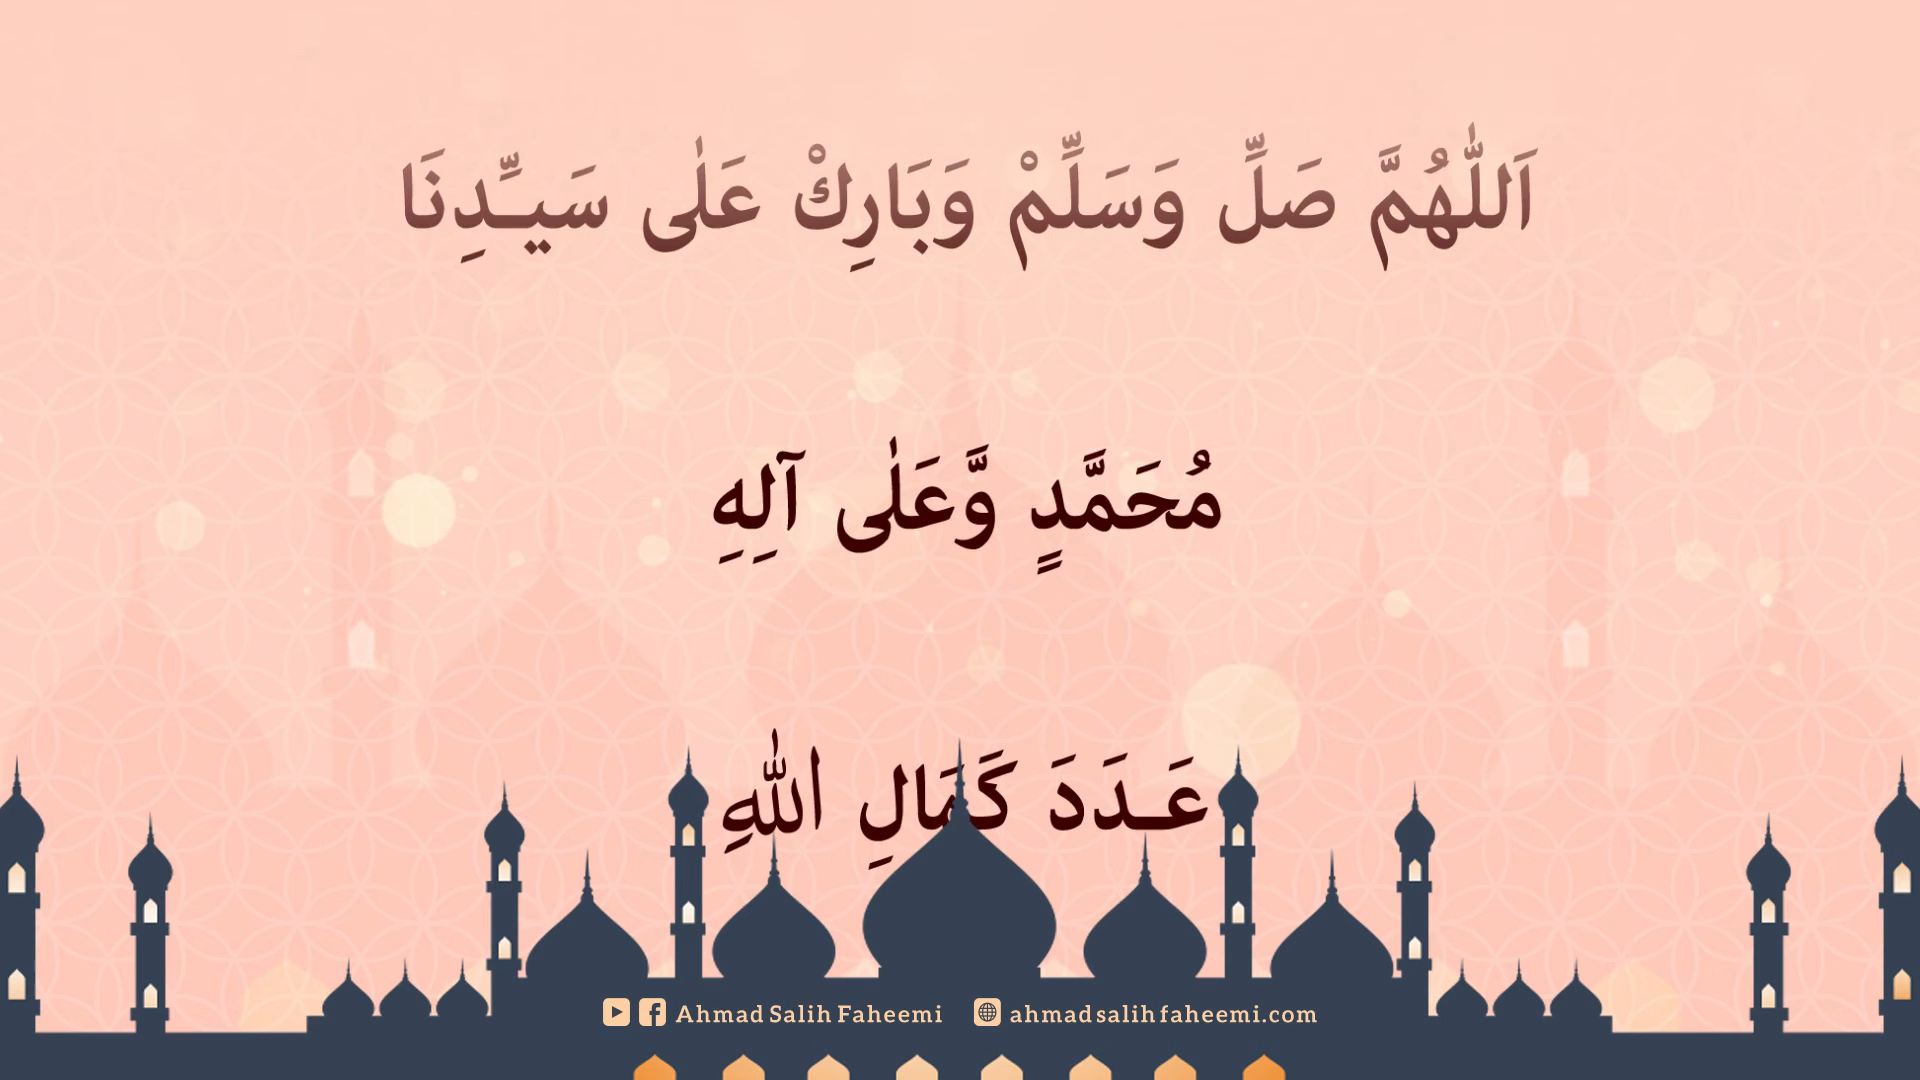 اَللّٰهُمَّ صَلِّ وَسَلِّمْ وَبَارِكْ عَلٰى سَيِّدِنَا
مُحَمَّدٍ وَّعَلٰى آلِهِ
عَدَدَ كَمَالِ اللّٰهِ
Ahmad Salih Faheemi ahmadsalihfaheemi.com